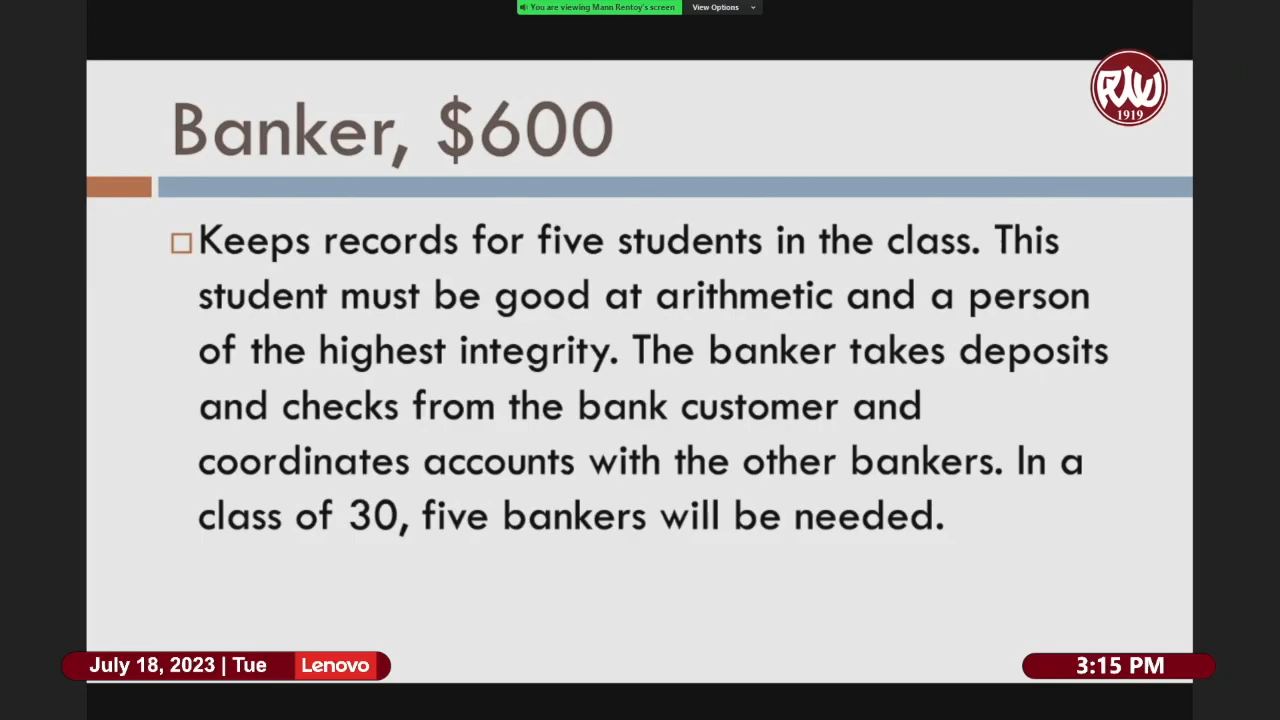 You are viewing Mann Rentoy's screen
View Options
RW
1919
Banker, $600
Keeps records for five students in the class. This
student must be good at arithmetic and a person
of the highest integrity. The banker takes deposits
and checks from the bank customer and
coordinates accounts with the other bankers. In a
class of 30, five bankers will be needed.
July 18, 2023 | Tue
Lenovo
3:15 PM